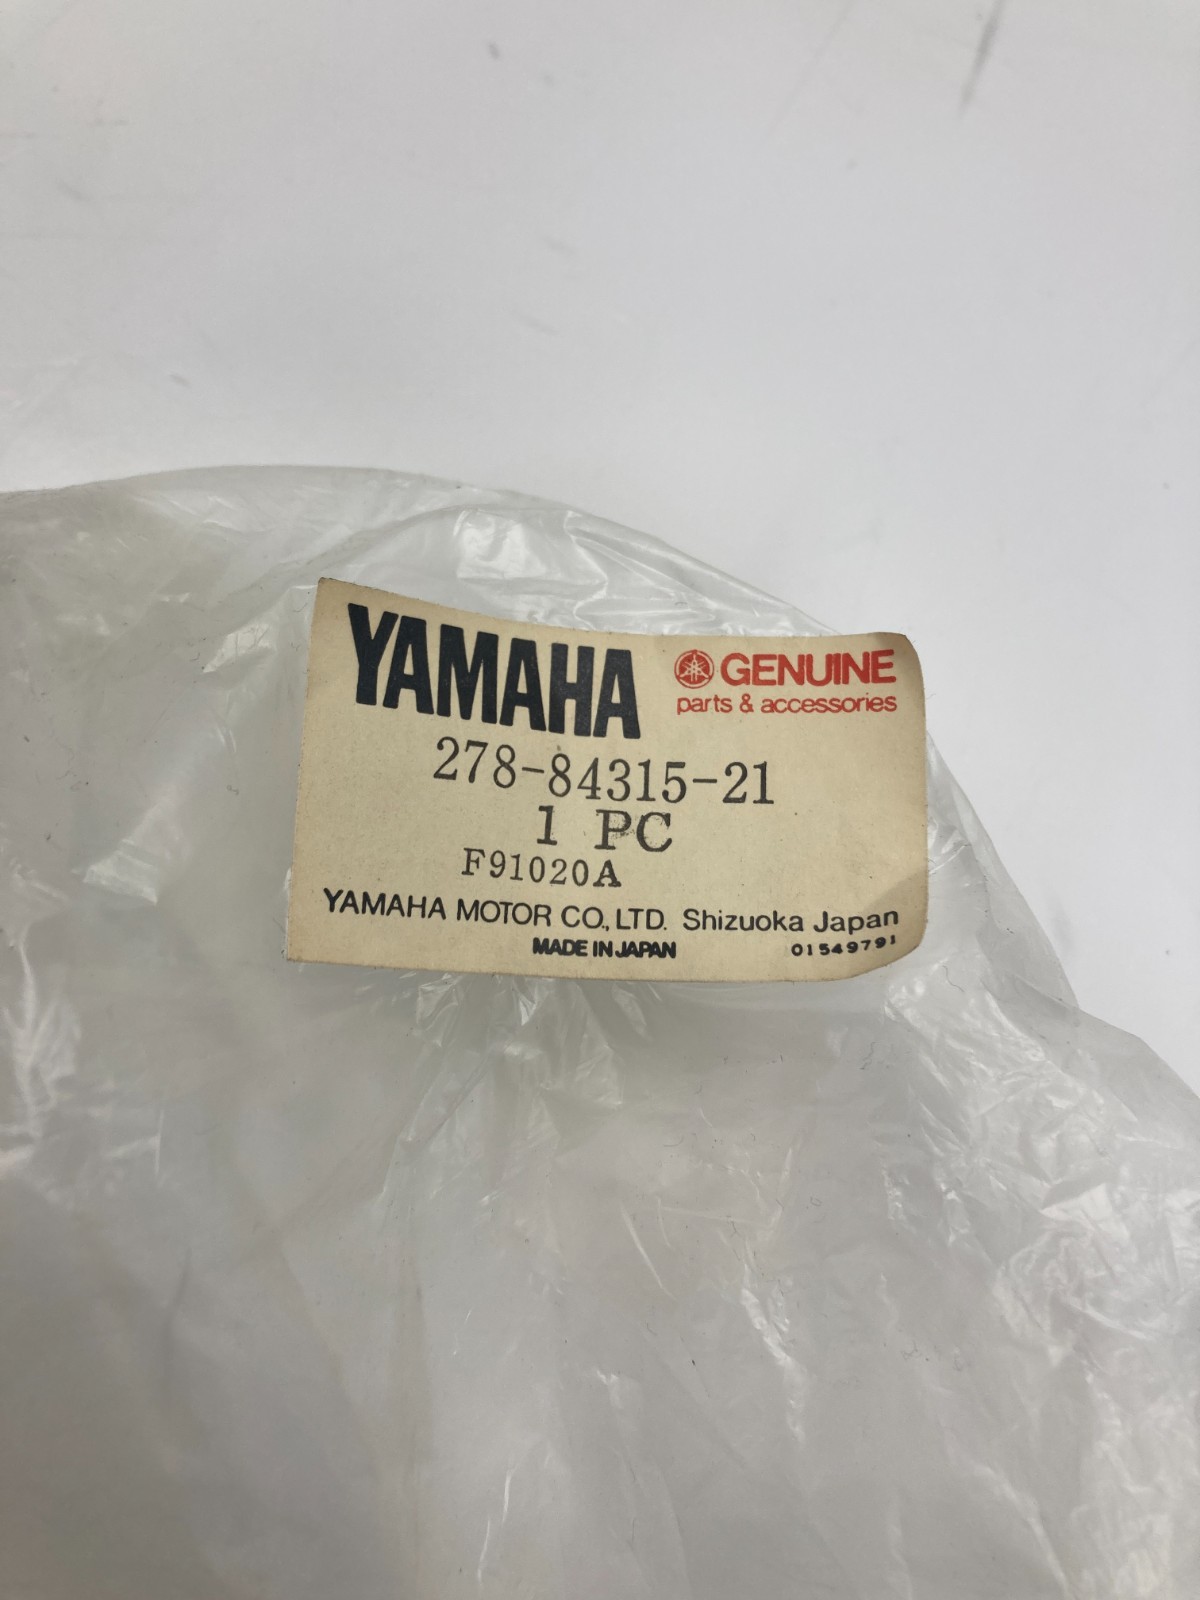 YAMAHA GENUINE
parts & accessories
278-84315-21
1 PC
F91020A
YAMAHA MOTOR CO., LTD. Shizuoka Japan
MADE IN JAPAN 01549791